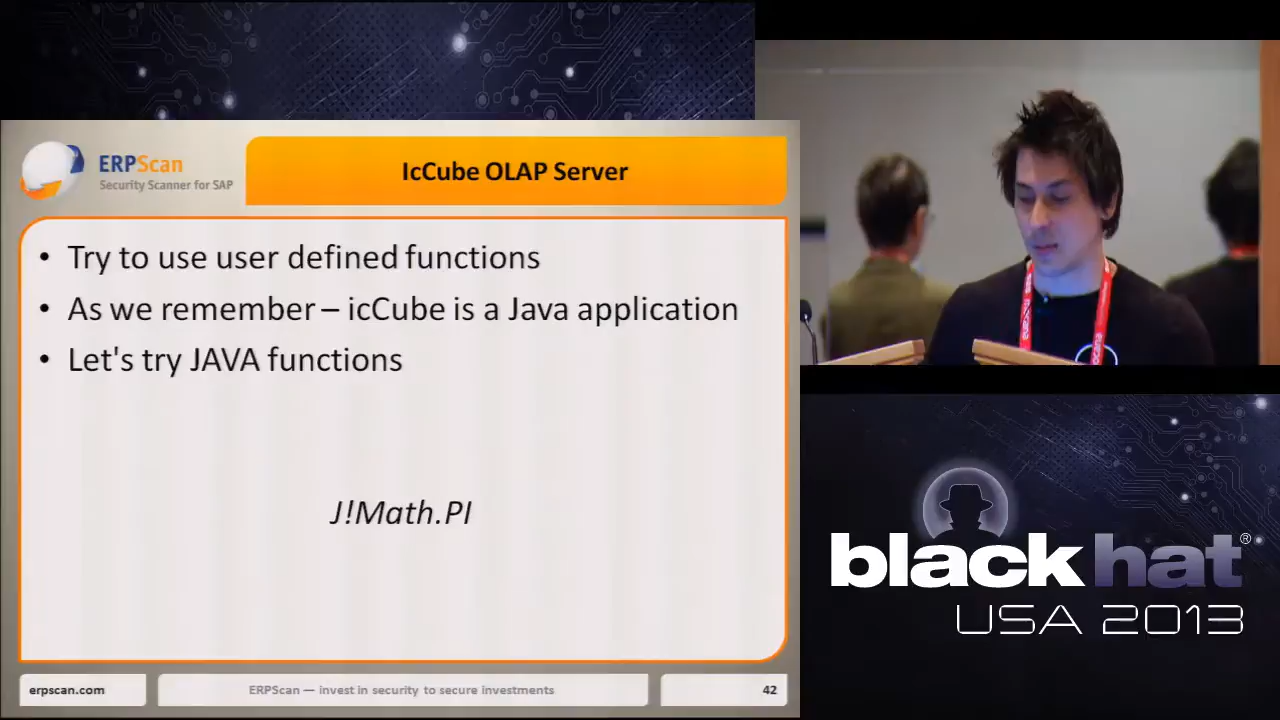 ERPScan
Security Scanner for SAP
IcCube OLAP Server
• Try to use user defined functions
• As we remember – icCube is a Java application
• Let's try JAVA functions
J!Math.PI
erpscan.com
ERPScan — invest in security to secure investments
42
black hat®
USA 2013